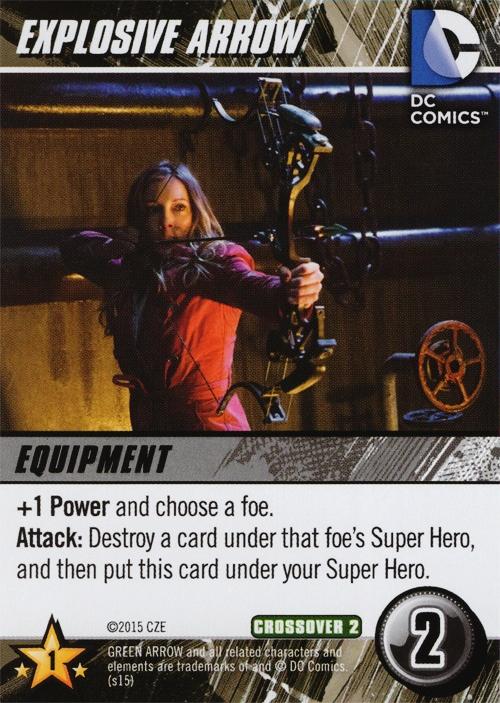 EXPLOSIVE ARROW
DC
DC
COMICS™
EQUIPMENT
+1 Power and choose a foe.
Attack: Destroy a card under that foe's Super Hero,
and then put this card under your Super Hero.
©2015 CZE
CROSSOVER 2
2
1
GREEN ARROW and all related characters and
elements are trademarks of and © DC Comics.
(s15)